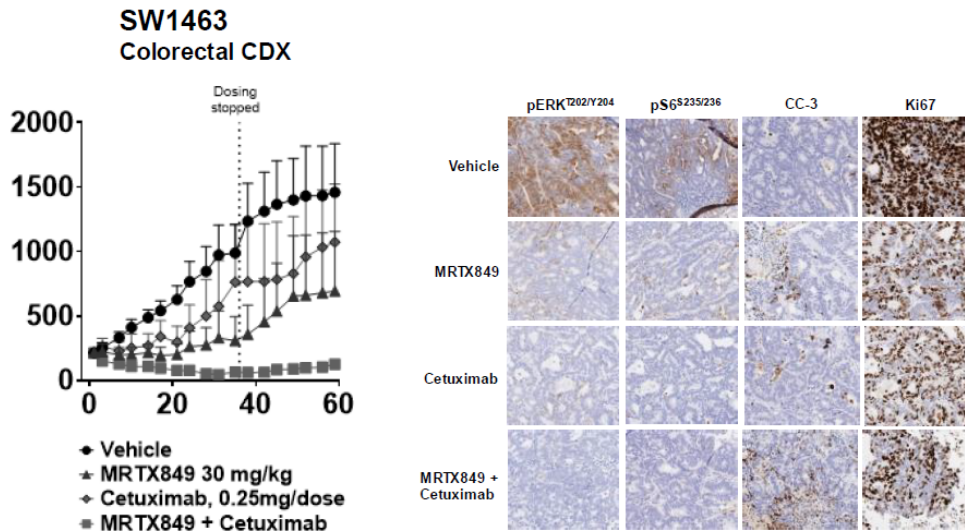 SW1463
Colorectal CDX
Dosing
stopped
2000
1500
1000
500
0
0
20
40
60
Vehicle
MRTX849 30 mg/kg
Cetuximab, 0.25mg/dose
MRTX849 + Cetuximab
pERKT202/Y204
pS6S235/236
CC-3
Ki67
Vehicle
MRTX849
Cetuximab
MRTX849 +
Cetuximab